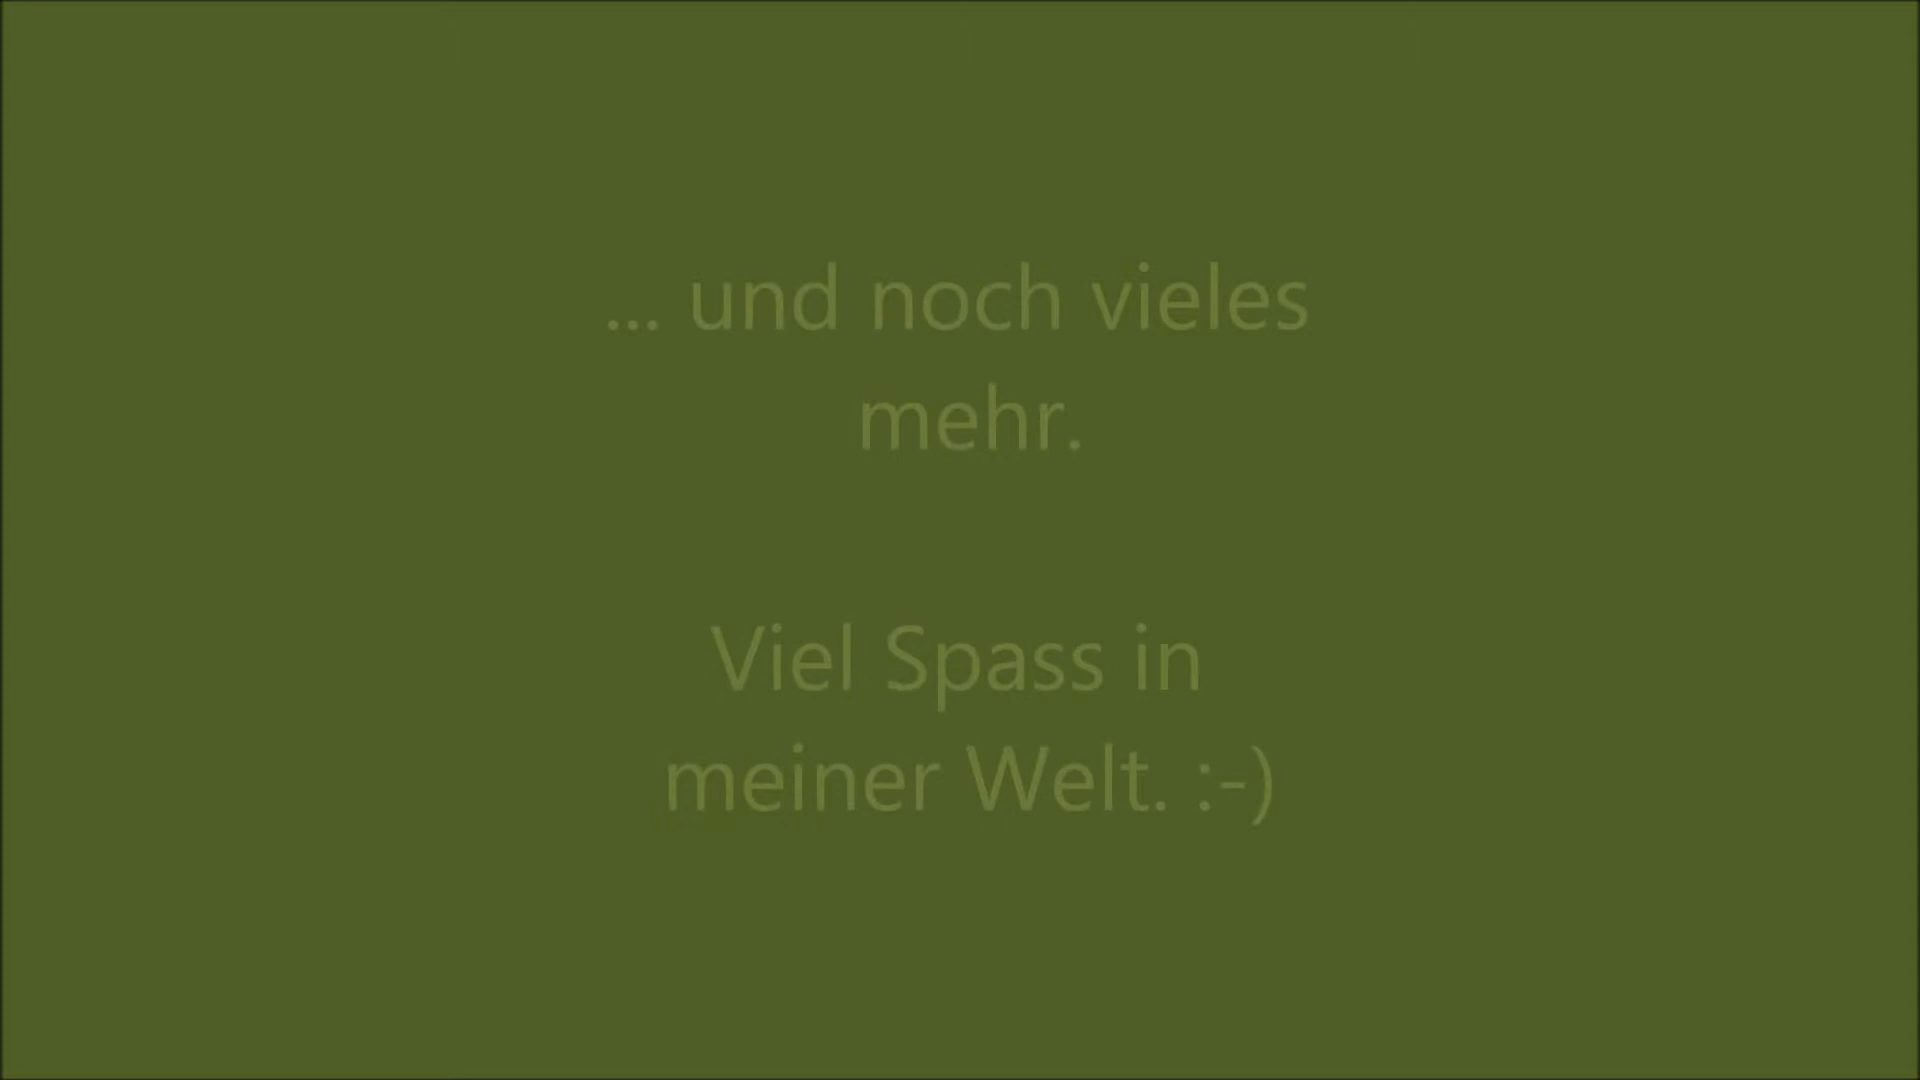 ... und noch vieles
mehr.
Viel Spass in
meiner Welt. :-)